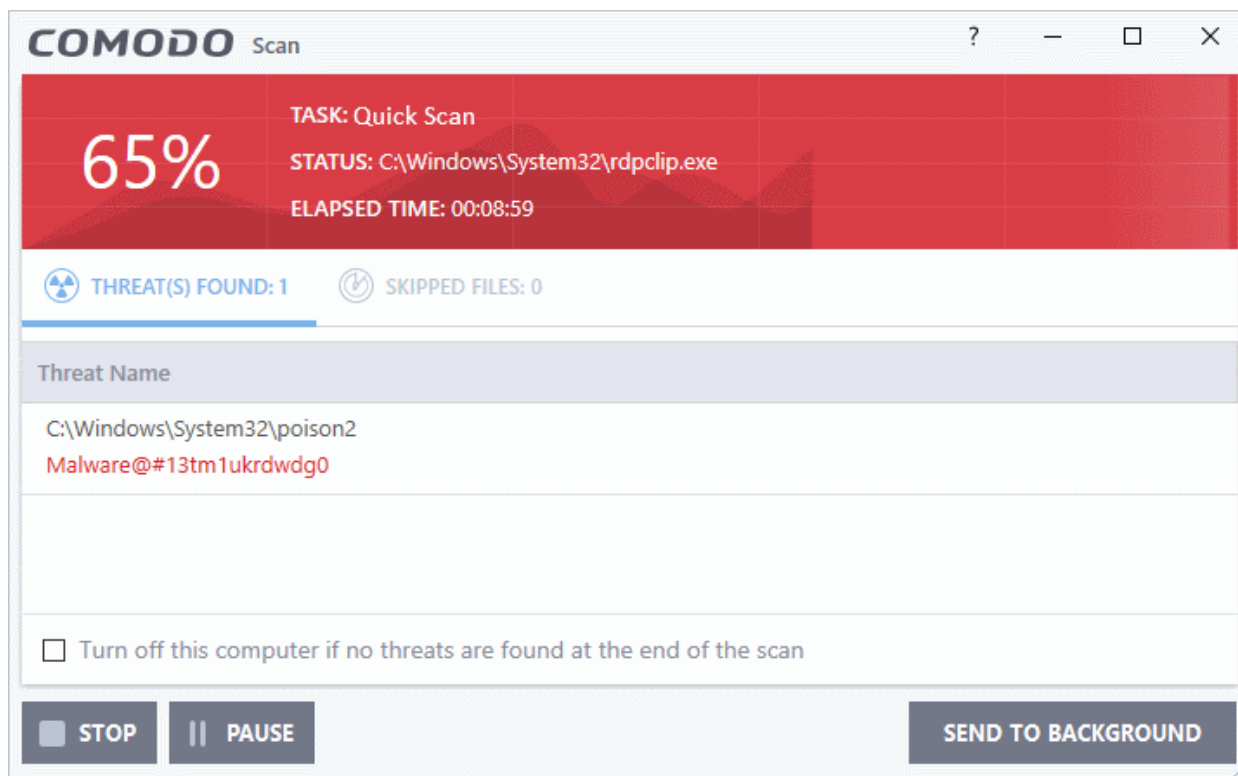 COMODO Scan ?
65%
TASK: Quick Scan
STATUS: C:\Windows\System32\rdpclip.exe
ELAPSED TIME: 00:08:59
THREAT(S) FOUND: 1 SKIPPED FILES: 0
Threat Name
C:\Windows\System32\poison2
Malware@#13tm1ukrdwdg0
Turn off this computer if no threats are found at the end of the scan
STOP PAUSE SEND TO BACKGROUND